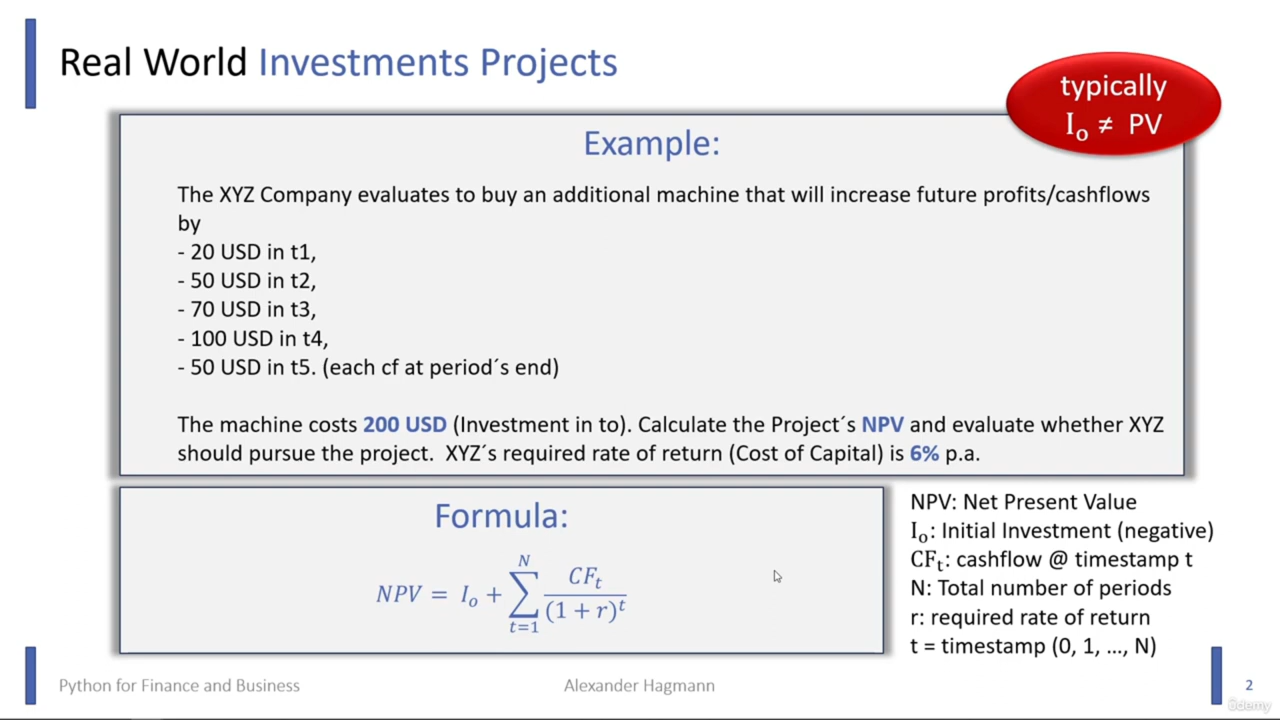 Real World Investments Projects
typically
I₀ ≠ PV
Example:
The XYZ Company evaluates to buy an additional machine that will increase future profits/cashflows
by
- 20 USD in t1,
- 50 USD in t2,
- 70 USD in t3,
- 100 USD in t4,
- 50 USD in t5. (each cf at period´s end)
The machine costs 200 USD (Investment in to). Calculate the Project´s NPV and evaluate whether XYZ
should pursue the project. XYZ´s required rate of return (Cost of Capital) is 6% p.a.
Formula:
NPV = I₀ + ∑_{t=1}^{N} CF_t / (1 + r)^t
NPV: Net Present Value
I₀: Initial Investment (negative)
CFₜ: cashflow @ timestamp t
N: Total number of periods
r: required rate of return
t = timestamp (0, 1, …, N)
Python for Finance and Business
Alexander Hagmann
2
ûdemy